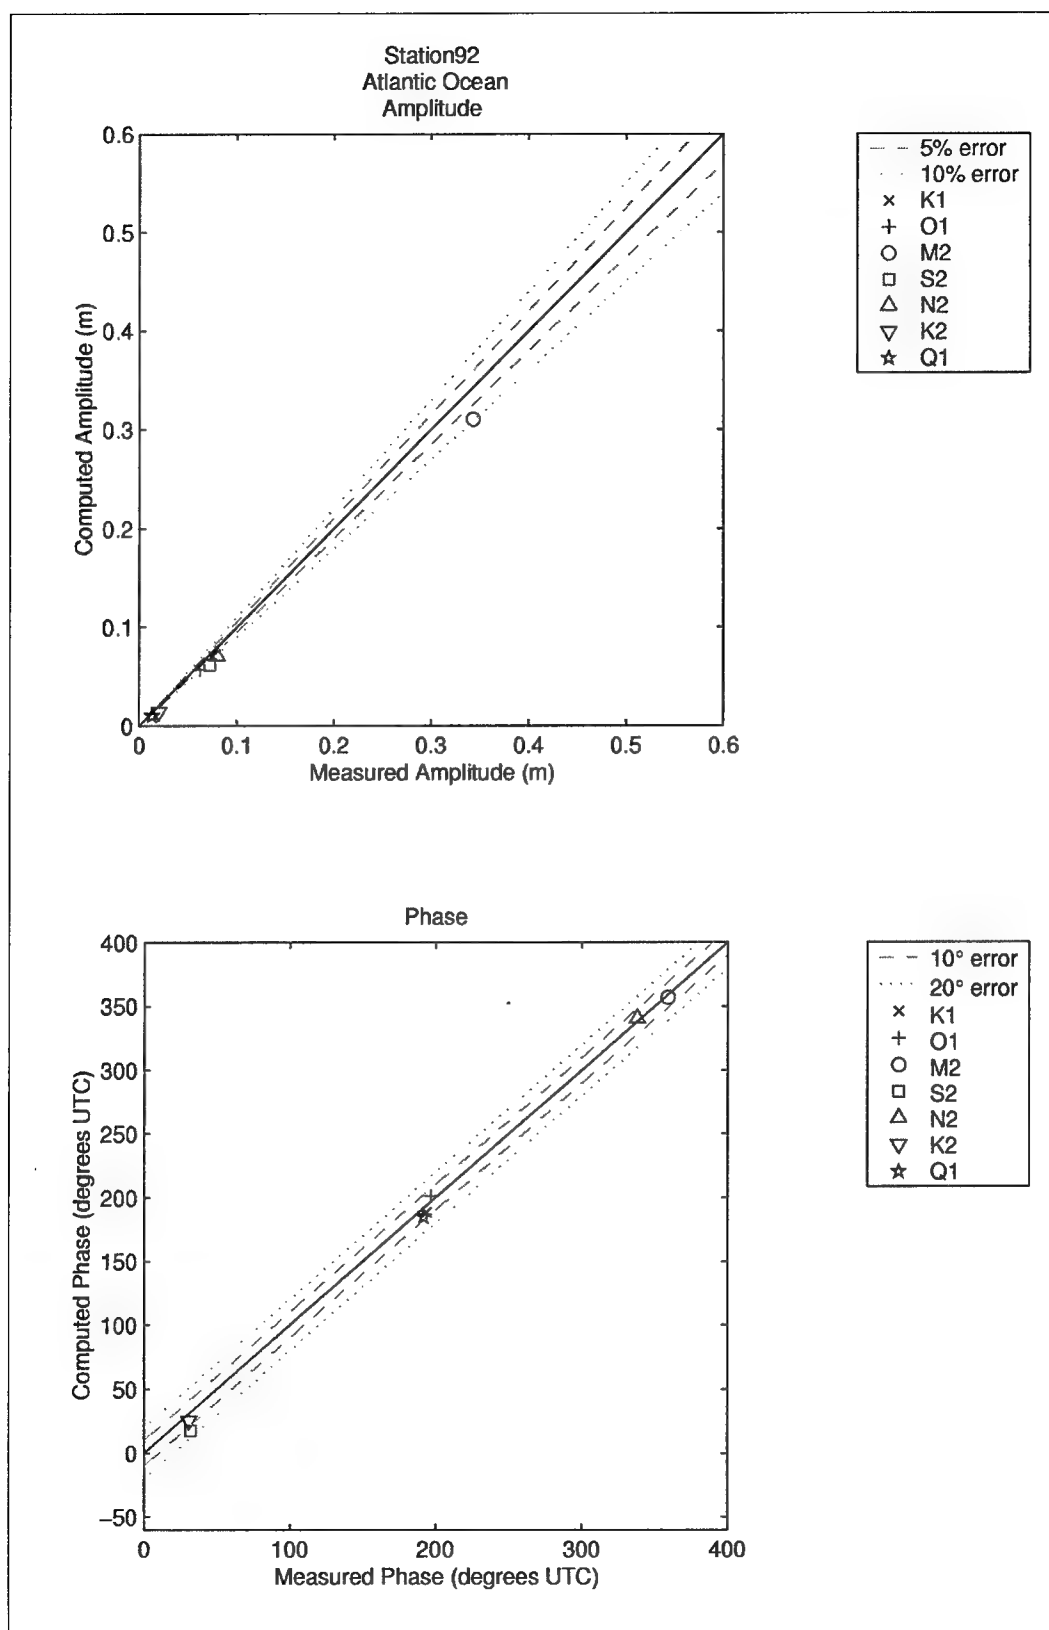 Station92
Atlantic Ocean
Amplitude
0.6
0.5
0.4
0.3
0.2
0.1
0
0
0.1
0.2
0.3
0.4
0.5
0.6
Computed Amplitude (m)
Measured Amplitude (m)
5% error
10% error
K1
O1
M2
S2
N2
K2
Q1
Phase
400
350
300
250
200
150
100
50
0
−50
0
100
200
300
400
Computed Phase (degrees UTC)
Measured Phase (degrees UTC)
10° error
20° error
K1
O1
M2
S2
N2
K2
Q1